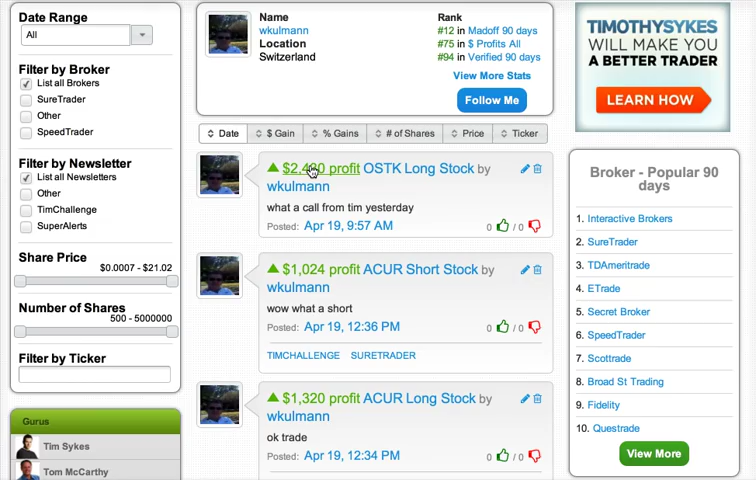 Date Range
All
Filter by Broker
List all Brokers
SureTrader
Other
SpeedTrader
Filter by Newsletter
List all Newsletters
Other
TimChallenge
SuperAlerts
Share Price
$0.0007 - $21.02
Number of Shares
500 - 5000000
Filter by Ticker
Gurus
Tim Sykes
Tom McCarthy
Name
wkulmann
Location
Switzerland
Rank
#12 in Madoff 90 days
#75 in $ Profits All
#94 in Verified 90 days
View More Stats
Follow Me
Date $ Gain % Gains # of Shares Price Ticker
profit OSTK Long Stock by
wkulmann
what a call from tim yesterday
Posted: Apr 19, 9:57 AM 0 / 0
$1,024 profit ACUR Short Stock by
wkulmann
wow what a short
Posted: Apr 19, 12:36 PM 0 / 0
TIMCHALLENGE SURETRADER
$1,320 profit ACUR Long Stock by
wkulmann
ok trade
Posted: Apr 19, 12:34 PM 0 / 0
TIMOTHYSYKES
WILL MAKE YOU
A BETTER TRADER
LEARN HOW
Broker - Popular 90
days
1. Interactive Brokers
2. SureTrader
3. TDAmeritrade
4. ETrade
5. Secret Broker
6. SpeedTrader
7. Scottrade
8. Broad St Trading
9. Fidelity
10. Questrade
View More